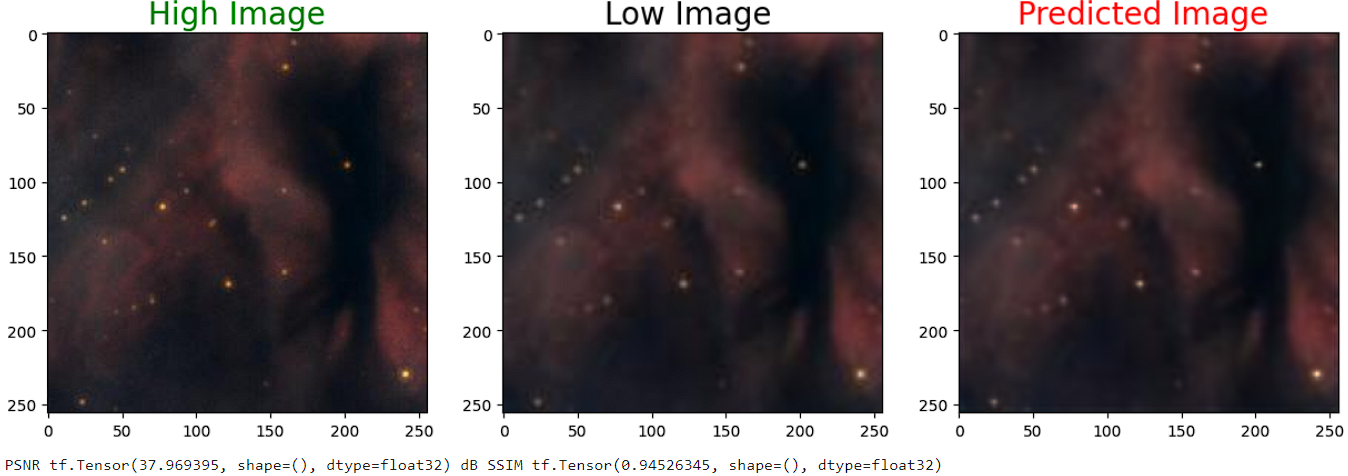 High Image Low Image Predicted Image
0 0 0
50 50 50
100 100 100
150 150 150
200 200 200
250 250 250
0 50 100 150 200 250 0 50 100 150 200 250 0 50 100 150 200 250
PSNR tf.Tensor(37.969395, shape=(), dtype=float32) dB SSIM tf.Tensor(0.94526345, shape=(), dtype=float32)